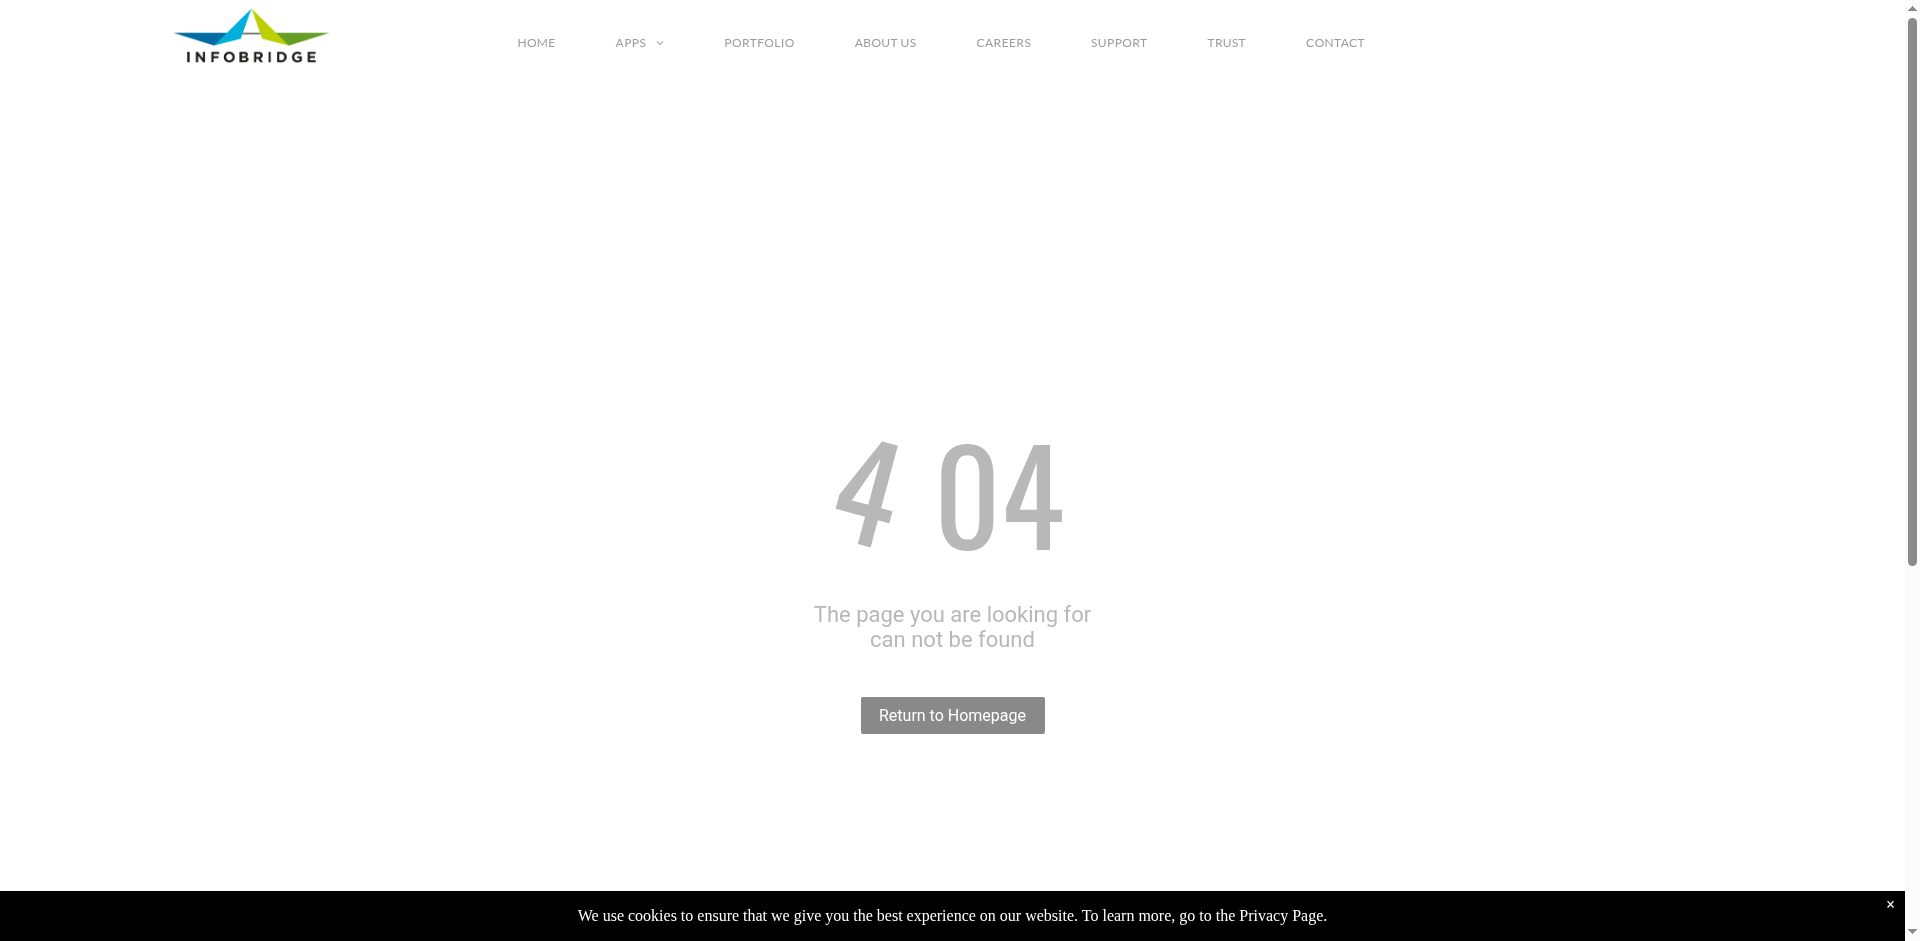 INFOBRIDGE
HOME APPS PORTFOLIO ABOUT US CAREERS SUPPORT TRUST CONTACT
4 04
The page you are looking for
can not be found
Return to Homepage
We use cookies to ensure that we give you the best experience on our website. To learn more, go to the Privacy Page.
×